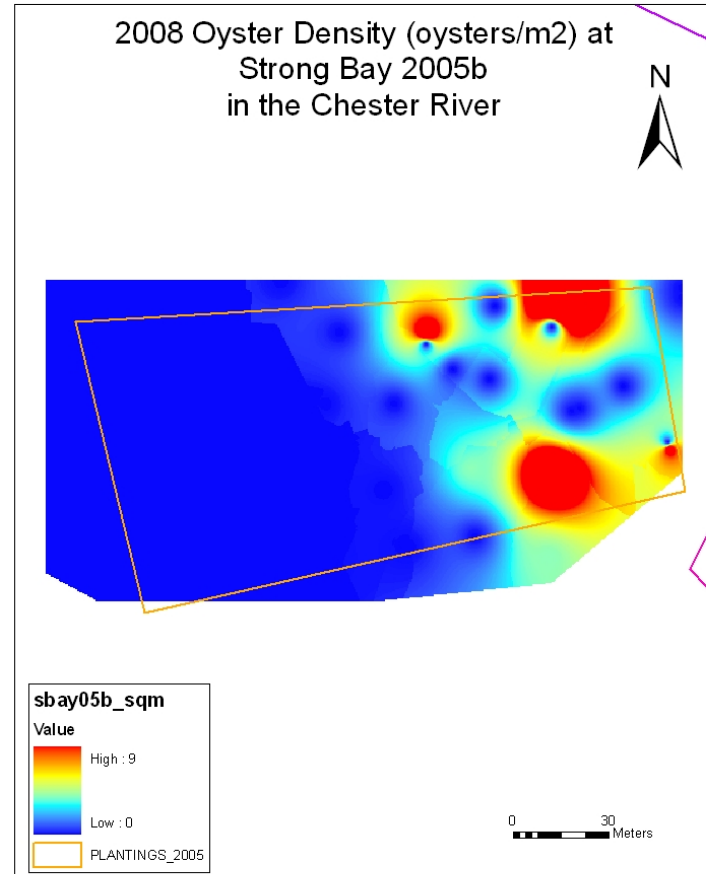 2008 Oyster Density (oysters/m2) at
Strong Bay 2005b
in the Chester River
N
sbay05b_sqm
Value
High : 9
Low : 0
PLANTINGS_2005
0 30
Meters